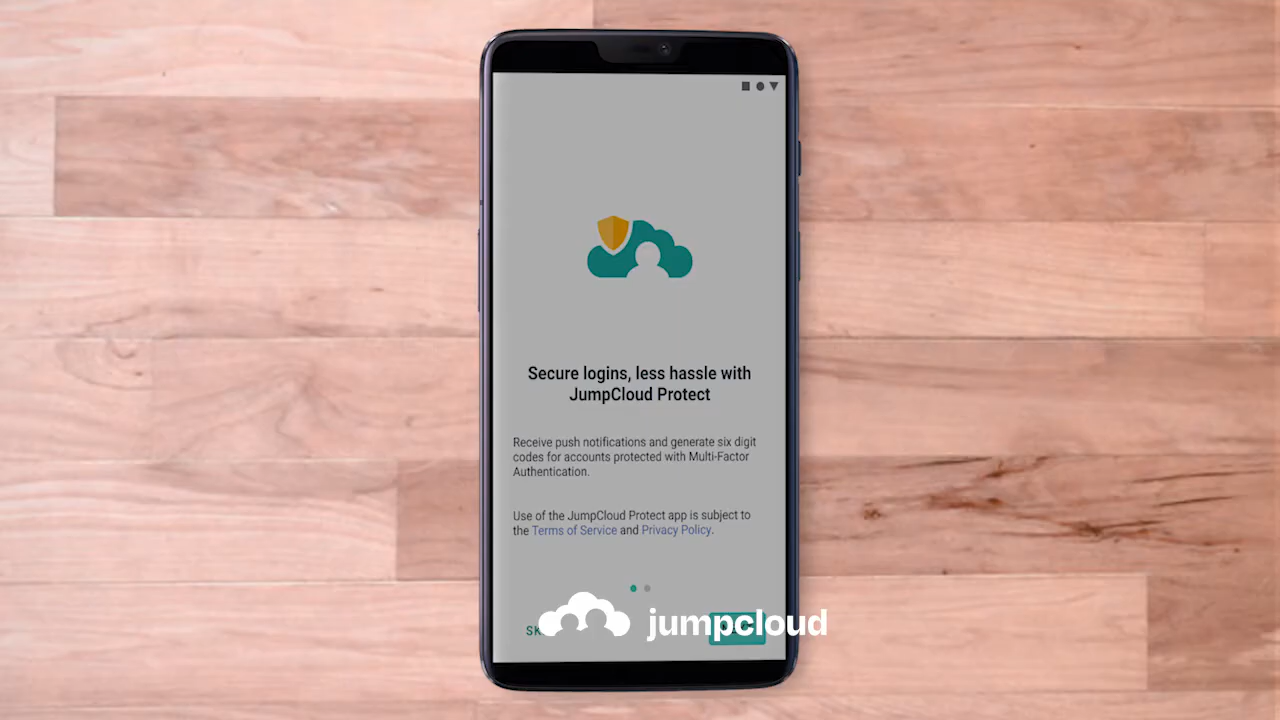 Secure logins, less hassle with
JumpCloud Protect
Receive push notifications and generate six digit
codes for accounts protected with Multi-Factor
Authentication.
Use of the JumpCloud Protect app is subject to
the Terms of Service and Privacy Policy.
jumpcloud